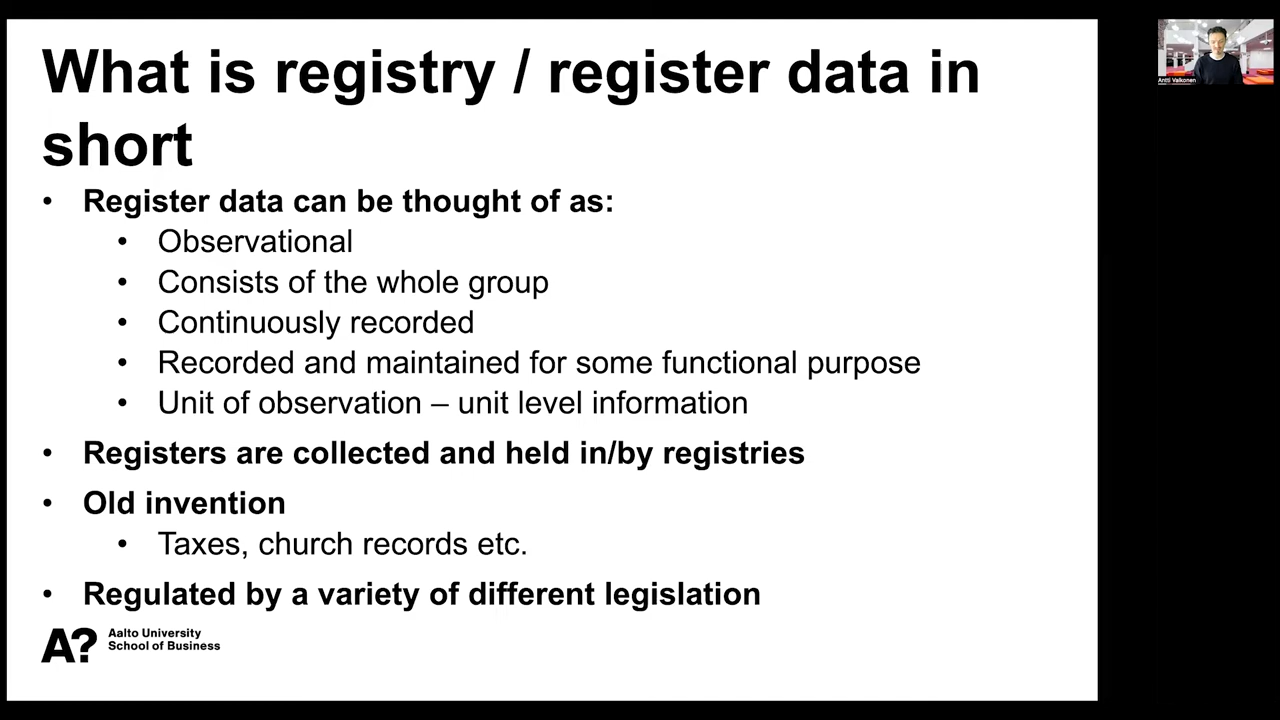 What is registry / register data in
short
• Register data can be thought of as:
• Observational
• Consists of the whole group
• Continuously recorded
• Recorded and maintained for some functional purpose
• Unit of observation – unit level information
• Registers are collected and held in/by registries
• Old invention
• Taxes, church records etc.
• Regulated by a variety of different legislation
A?
Aalto University
School of Business
Antti Valkonen